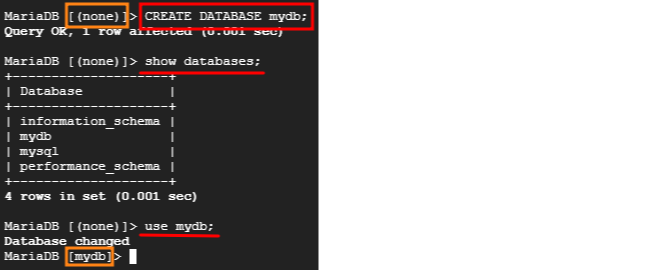 MariaDB [(none)]> CREATE DATABASE mydb;
Query OK, 1 row affected (0.001 sec)
MariaDB [(none)]> show databases;
+--------------------+
| Database           |
+--------------------+
| information_schema |
| mydb               |
| mysql              |
| performance_schema |
+--------------------+
4 rows in set (0.001 sec)
MariaDB [(none)]> use mydb;
Database changed
MariaDB [mydb]>